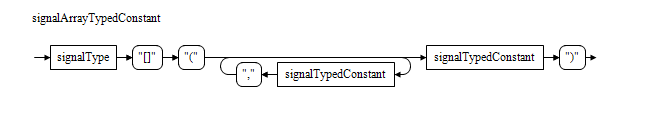 signalArrayTypedConstant
signalType "[]" "(" signalTypedConstant ")"
"," signalTypedConstant